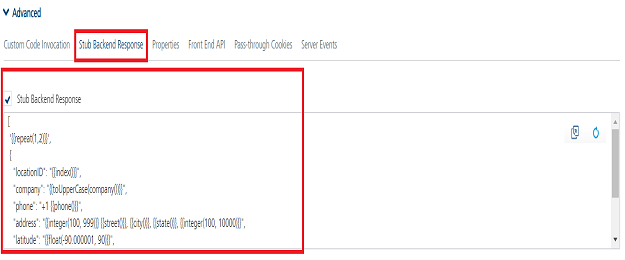 Advanced
Custom Code Invocation Stub Backend Response Properties Front End API Pass-through Cookies Server Events
Stub Backend Response
[
'{{repeat(1,2)}}',
{
"locationID": "{{index()}}",
"company": "{{toUpperCase(company())}}",
"phone": "+1 {{phone()}}",
"address": "{{integer(100, 999)}} {{street()}}, {{city()}}, {{state()}}, {{integer(100, 10000)}}",
"latitude": "{{float(-90.000001, 90)}}",